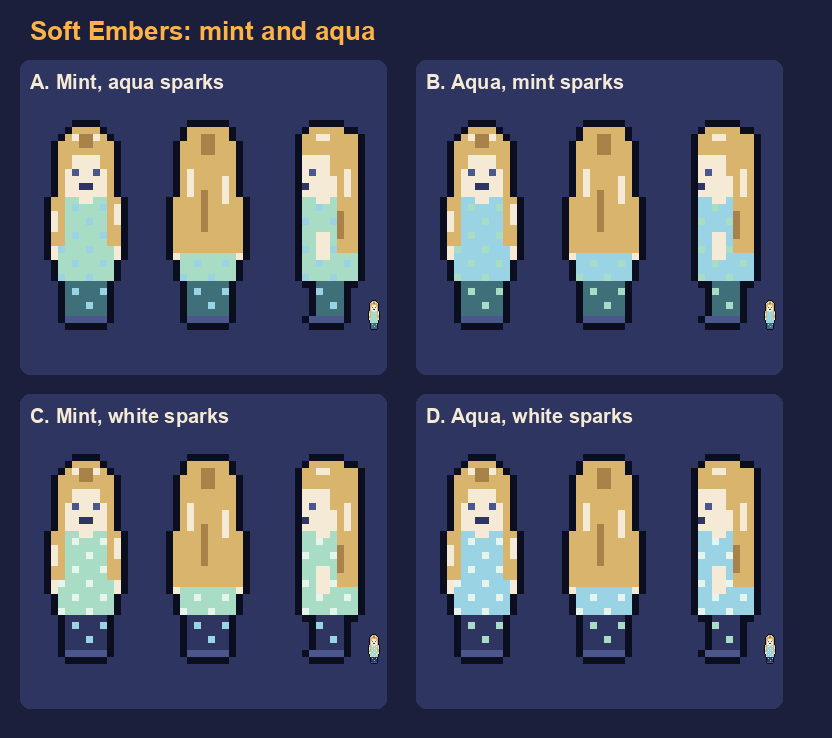 Soft Embers: mint and aqua
A. Mint, aqua sparks
B. Aqua, mint sparks
C. Mint, white sparks
D. Aqua, white sparks